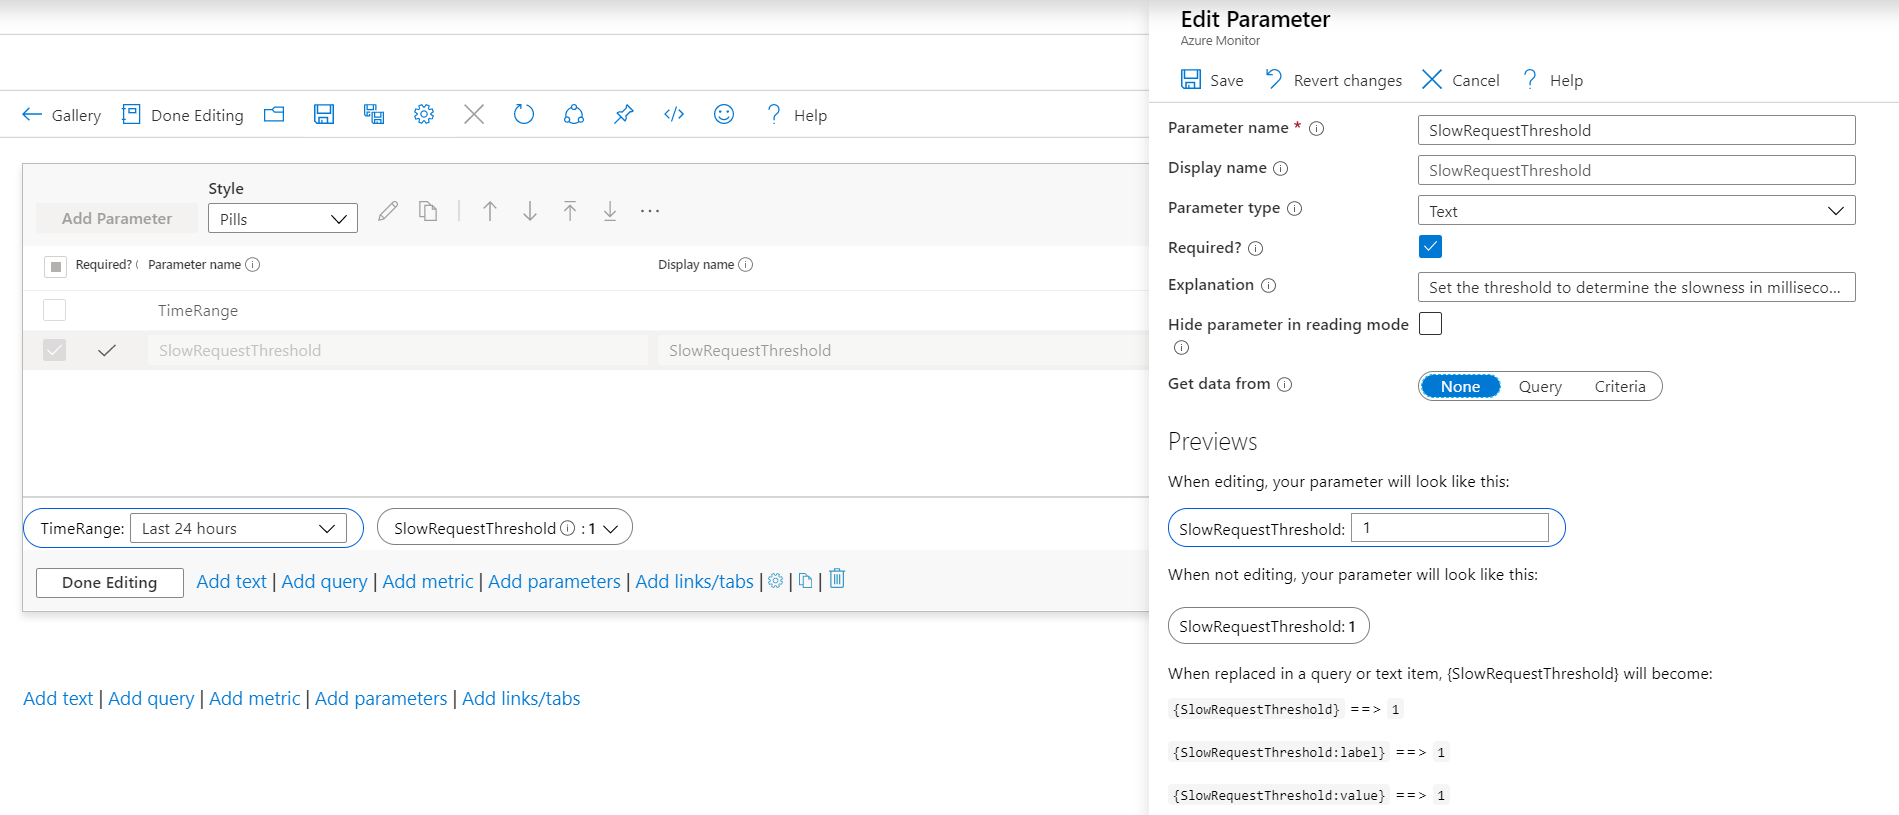 Gallery Done Editing Help
Style
Add Parameter Pills
Required? Parameter name Display name
TimeRange
SlowRequestThreshold SlowRequestThreshold
TimeRange: Last 24 hours SlowRequestThreshold : 1
Done Editing Add text | Add query | Add metric | Add parameters | Add links/tabs | | |
Add text | Add query | Add metric | Add parameters | Add links/tabs
Edit Parameter
Azure Monitor
Save Revert changes Cancel Help
Parameter name * SlowRequestThreshold
Display name SlowRequestThreshold
Parameter type Text
Required?
Explanation Set the threshold to determine the slowness in milliseco...
Hide parameter in reading mode
Get data from None Query Criteria
Previews
When editing, your parameter will look like this:
SlowRequestThreshold: 1
When not editing, your parameter will look like this:
SlowRequestThreshold: 1
When replaced in a query or text item, {SlowRequestThreshold} will become:
{SlowRequestThreshold} ==> 1
{SlowRequestThreshold:label} ==> 1
{SlowRequestThreshold:value} ==> 1